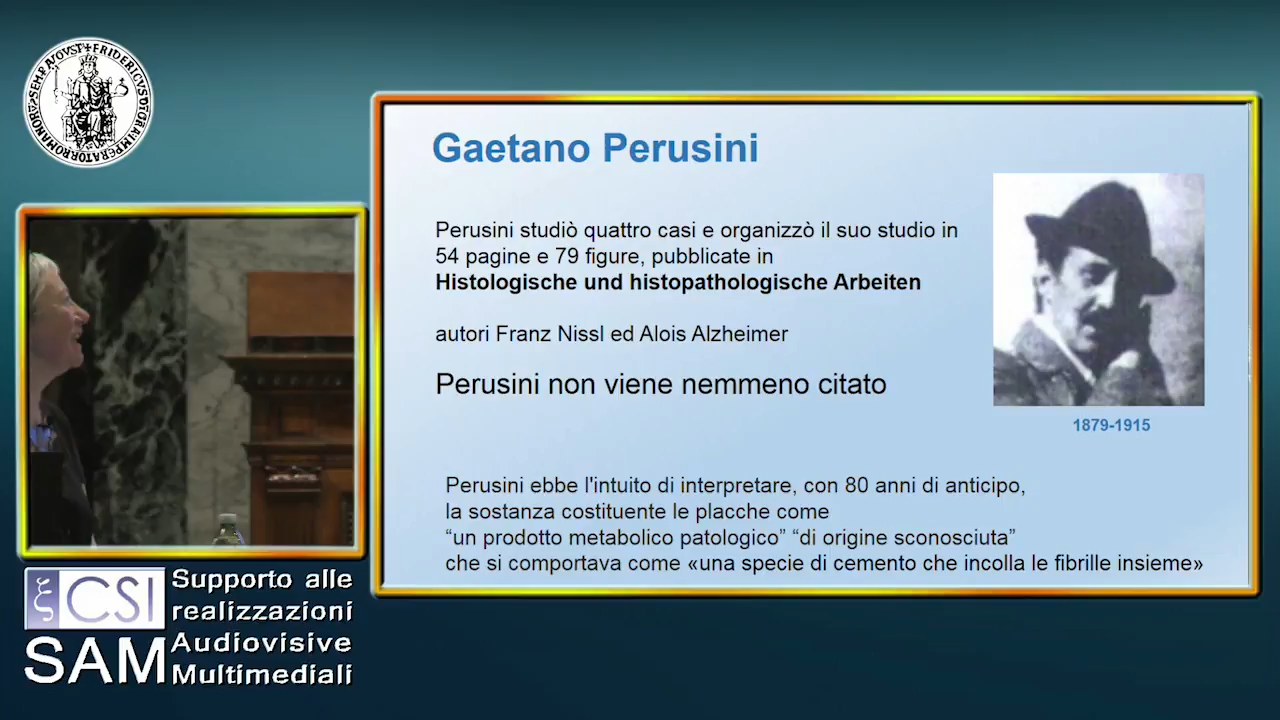 Gaetano Perusini
Perusini studiò quattro casi e organizzò il suo studio in
54 pagine e 79 figure, pubblicate in
Histologische und histopathologische Arbeiten
autori Franz Nissl ed Alois Alzheimer
Perusini non viene nemmeno citato
1879-1915
Perusini ebbe l'intuito di interpretare, con 80 anni di anticipo,
la sostanza costituente le placche come
“un prodotto metabolico patologico” “di origine sconosciuta”
che si comportava come «una specie di cemento che incolla le fibrille insieme»
ξ CSI
SAM
Supporto alle
realizzazioni
Audiovisive
Multimediali